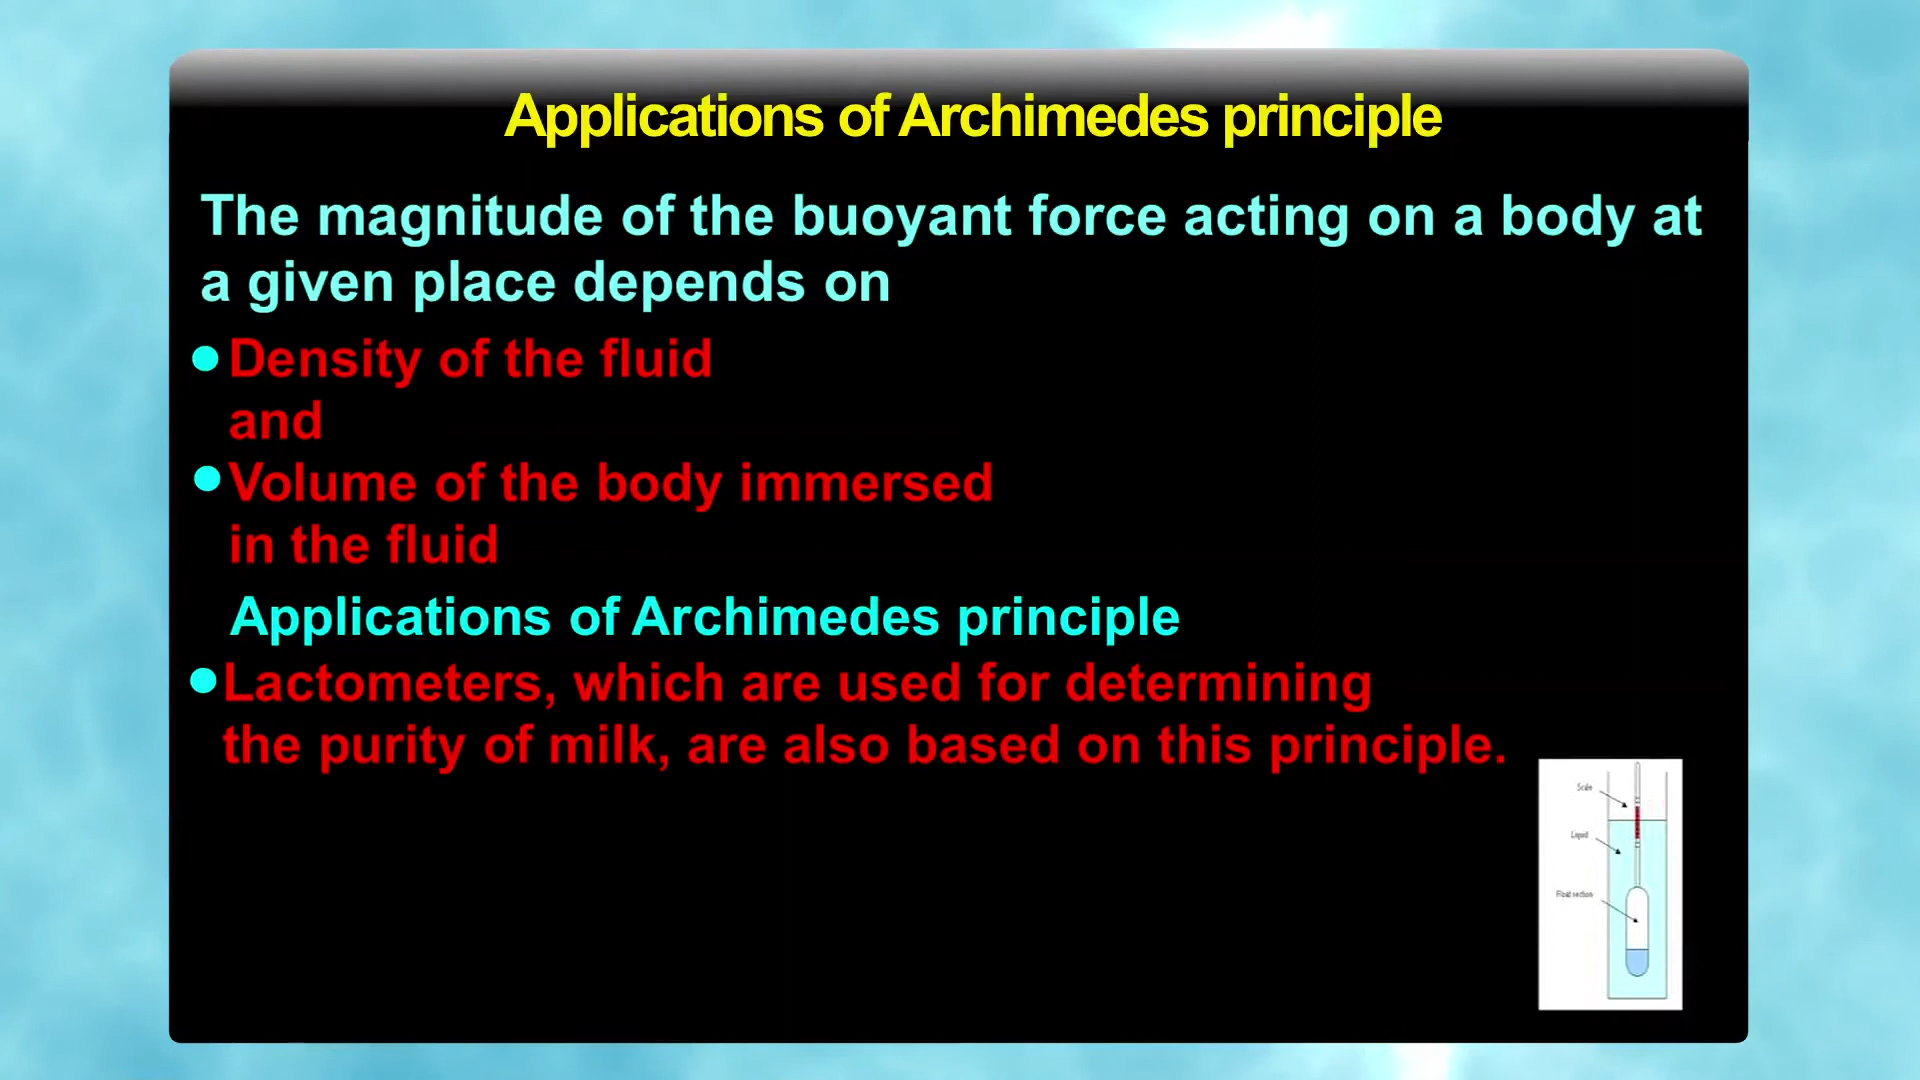 Applications of Archimedes principle
The magnitude of the buoyant force acting on a body at
a given place depends on
Density of the fluid
and
Volume of the body immersed
in the fluid
Applications of Archimedes principle
Lactometers, which are used for determining
the purity of milk, are also based on this principle.
Scale
Liquid
Float section